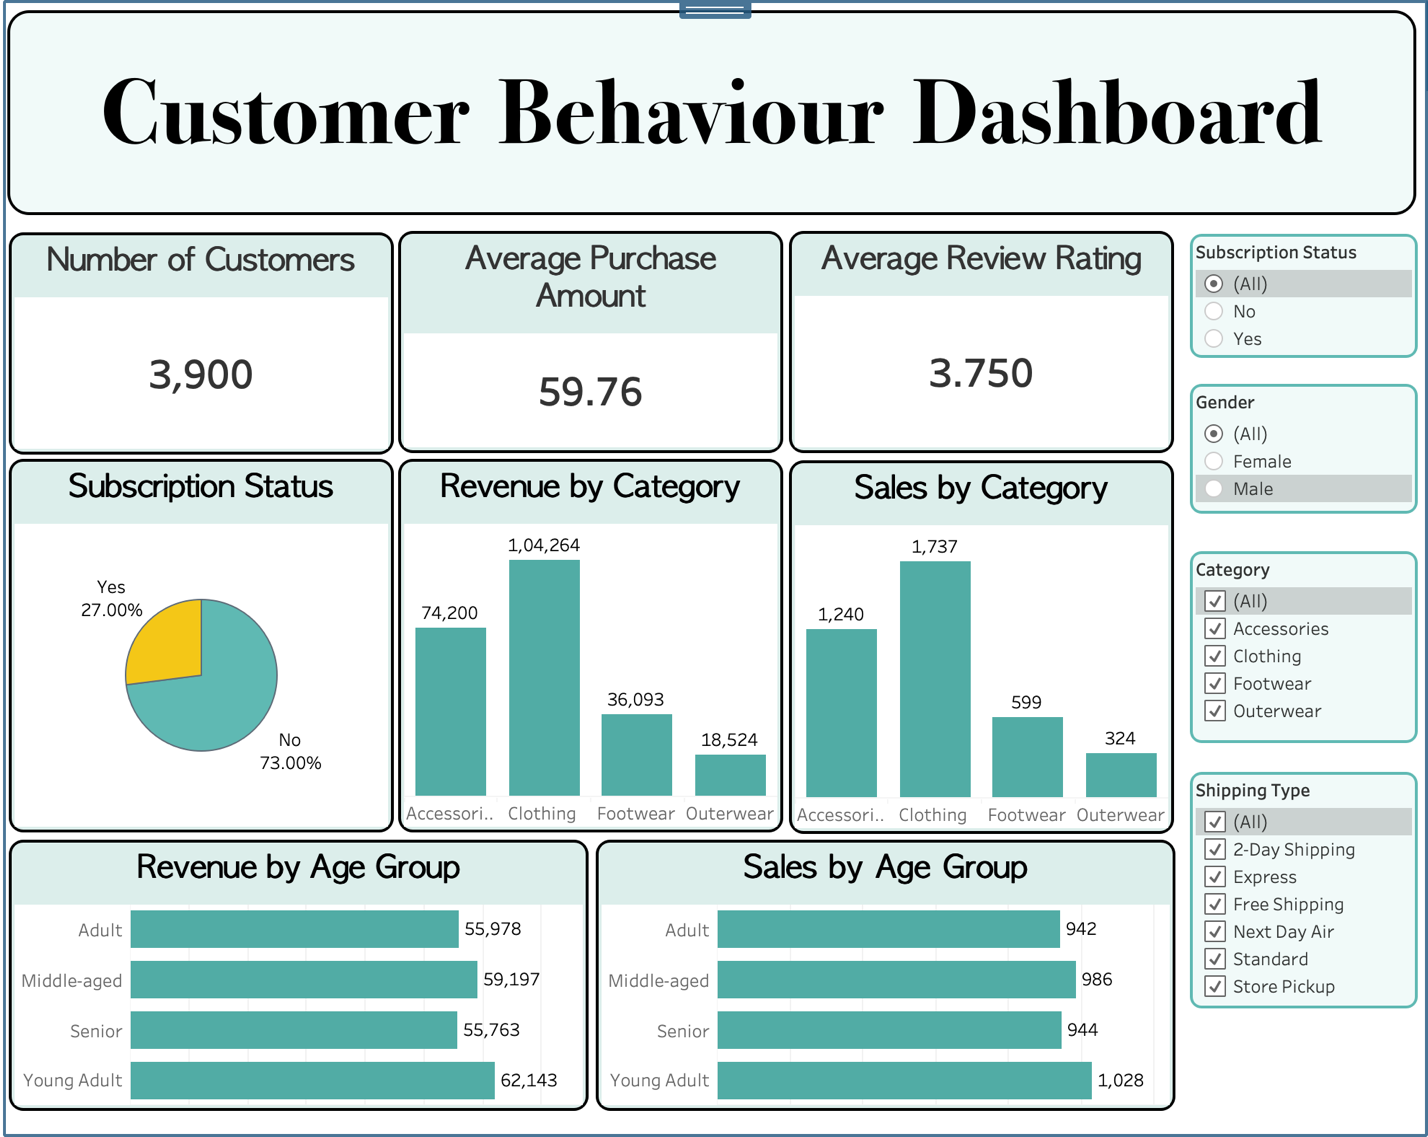 Customer Behaviour Dashboard
Number of Customers
3,900
Average Purchase
Amount
59.76
Average Review Rating
3.750
Subscription Status
(All)
No
Yes
Gender
(All)
Female
Male
Category
(All)
Accessories
Clothing
Footwear
Outerwear
Shipping Type
(All)
2-Day Shipping
Express
Free Shipping
Next Day Air
Standard
Store Pickup
Subscription Status
Yes
27.00%
No
73.00%
Revenue by Category
1,04,264
74,200
36,093
18,524
Accessori.. Clothing Footwear Outerwear
Sales by Category
1,737
1,240
599
324
Accessori.. Clothing Footwear Outerwear
Revenue by Age Group
Adult 55,978
Middle-aged 59,197
Senior 55,763
Young Adult 62,143
Sales by Age Group
Adult 942
Middle-aged 986
Senior 944
Young Adult 1,028